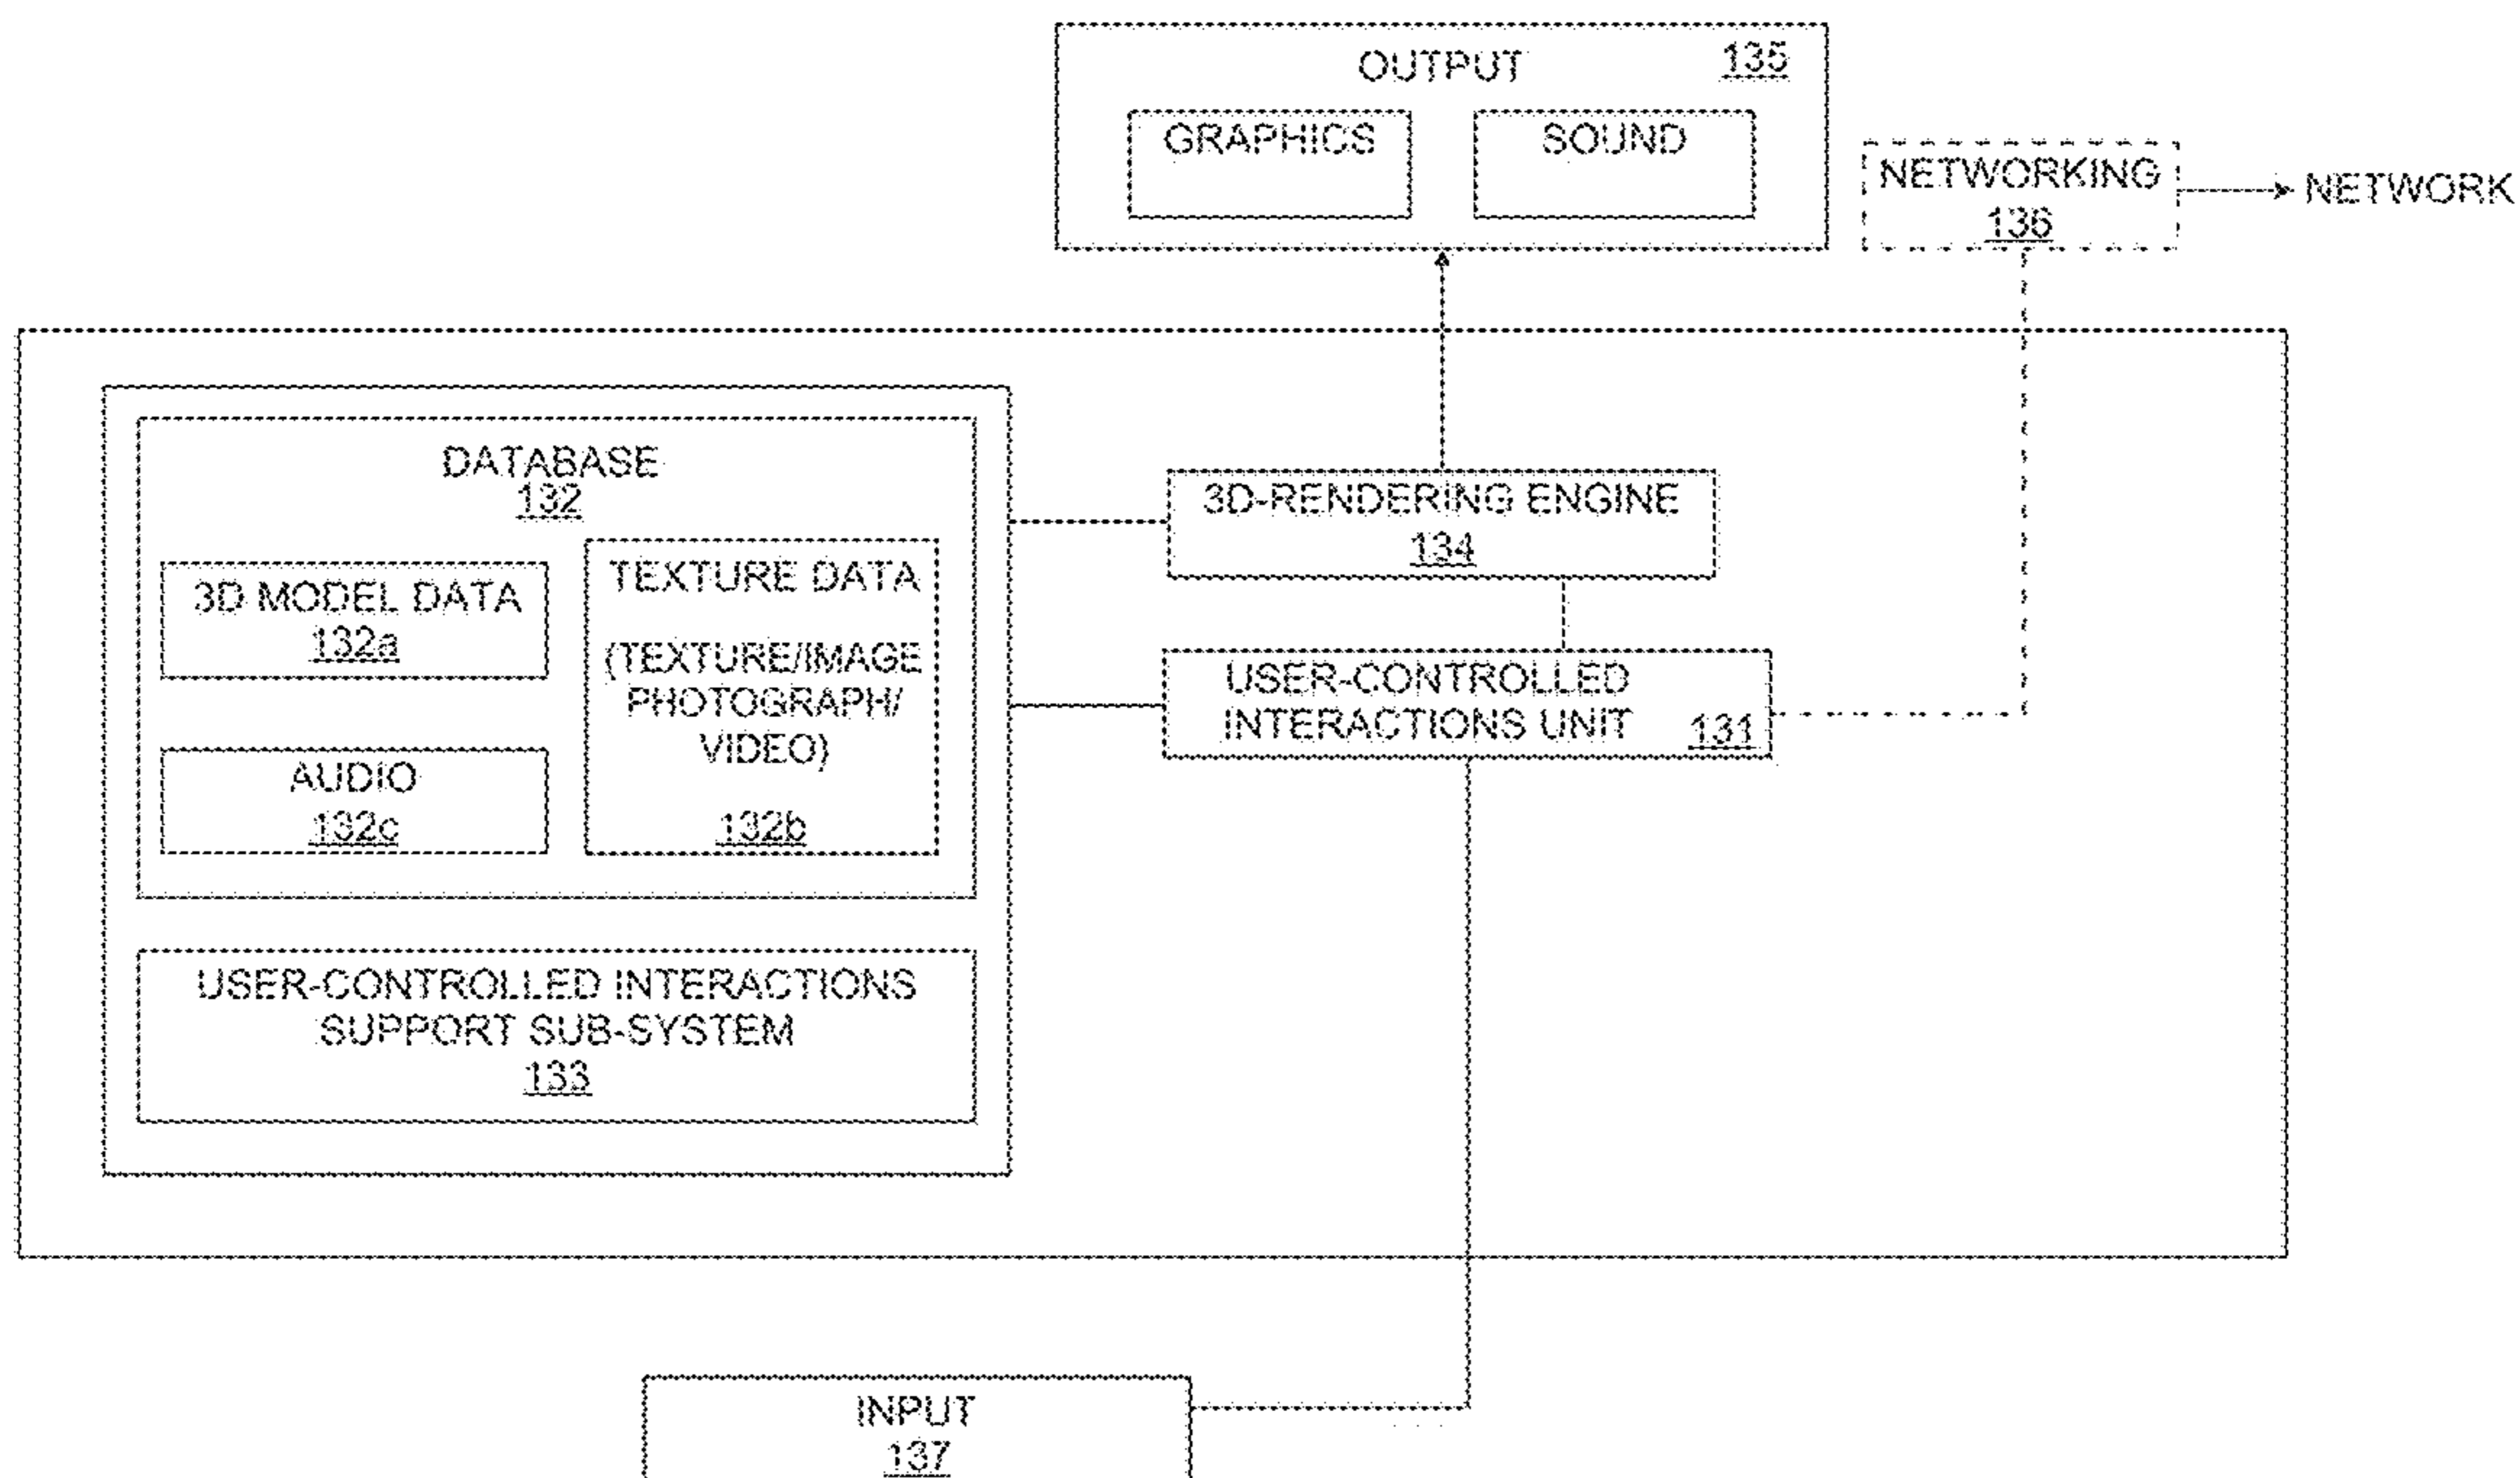 OUTPUT
135
GRAPHICS
SOUND
NETWORKING
136
NETWORK
DATABASE
132
3D MODEL DATA
132a
TEXTURE DATA
(TEXTURE/IMAGE
PHOTOGRAPH/
VIDEO)
132b
AUDIO
132c
3D-RENDERING ENGINE
134
USER-CONTROLLED
INTERACTIONS UNIT
131
USER-CONTROLLED INTERACTIONS
SUPPORT SUB-SYSTEM
133
INPUT
137